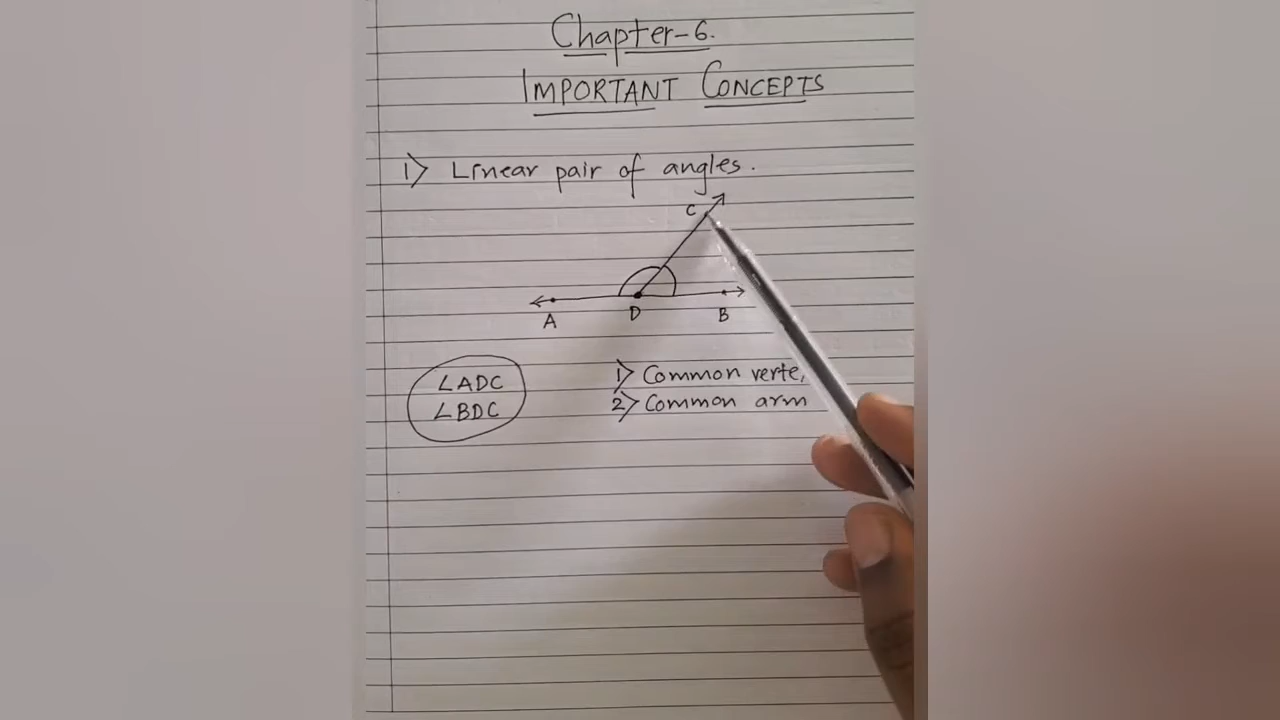 Chapter-6.
IMPORTANT CONCEPTS
1> Linear pair of angles.
C
A D B
∠ADC
∠BDC
1> Common verte
2> Common arm